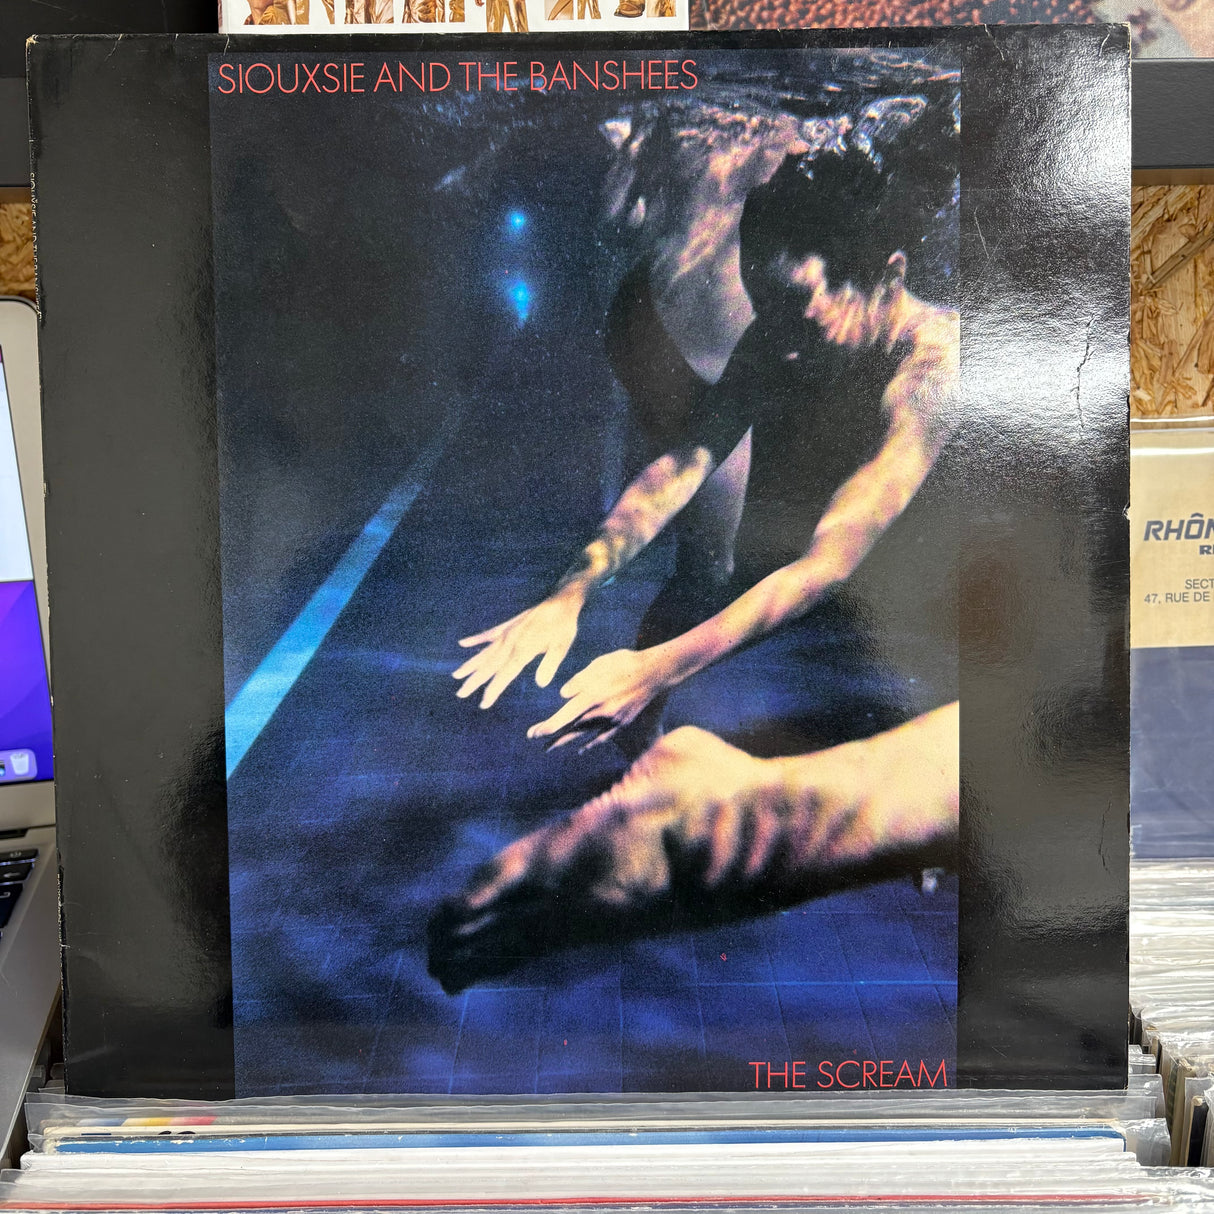 SIOUXSIE AND THE BANSHEES
THE SCREAM
RHÔN
SECT
47, RUE DE